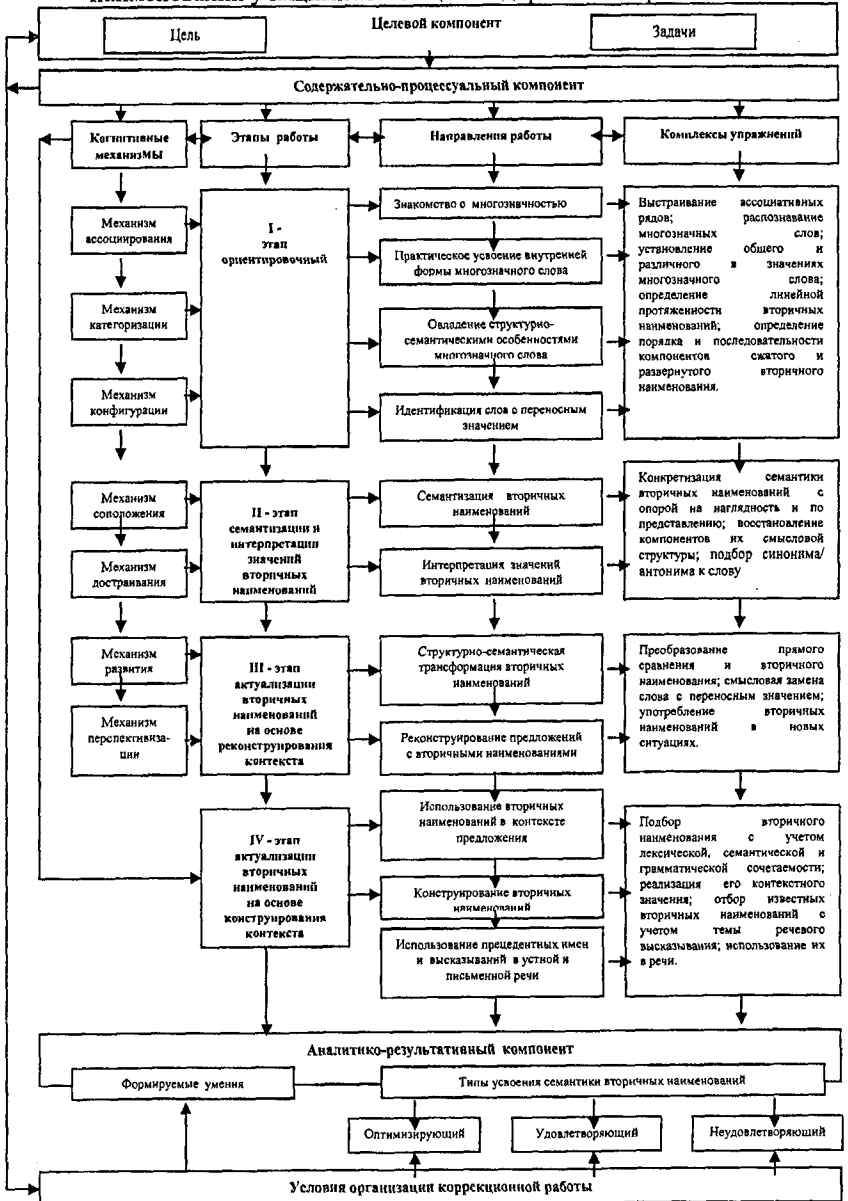 Целевой компонент
Цель
Задачи
Содержательно-процессуальный компонент
Когнитивные
механизмы
Этапы работы
Направления работы
Комплексы упражнений
Механизм
ассоциирования
Механизм
категоризации
Механизм
конфигурации
Механизм
соположения
Механизм
достраивания
Механизм
развития
Механизм
перспективиза-
ции
I -
этап
ориентировочный
II - этап
семантизации и
интерпретации
значений
вторичных
наименований
III - этап
актуализации
вторичных
наименований
на основе
реконструирования
контекста
IV - этап
актуализации
вторичных
наименований
на основе
конструирования
контекста
Знакомство с многозначностью
Практическое усвоение внутренней
формы многозначного слова
Овладение структурно-
семантическими особенностями
многозначного слова
Идентификация слов с переносным
значением
Семантизация вторичных
наименований
Интерпретация значений
вторичных наименований
Структурно-семантическая
трансформация вторичных
наименований
Реконструирование предложений
с вторичными наименованиями
Использование вторичных
наименований в контексте
предложения
Конструирование вторичных
наименований
Использование прецедентных имен
и высказываний в устной и
письменной речи
Выстраивание ассоциативных
рядов; распознавание
многозначных слов;
установление общего и
различного в значениях
многозначного слова;
определение линейной
протяженности вторичных
наименований; определение
порядка и последовательности
компонентов сжатого и
развернутого вторичного
наименования.
Конкретизация семантики
вторичных наименований с
опорой на наглядность и по
представлению; восстановление
компонентов их смысловой
структуры; подбор синонима/
антонима к слову
Преобразование прямого
сравнения и вторичного
наименования; смысловая замена
слова с переносным значением;
употребление вторичных
наименований в новых
ситуациях.
Подбор вторичного
наименования с учетом
лексической, семантической и
грамматической сочетаемости;
реализация его контекстного
значения; отбор известных
вторичных наименований с
учетом темы речевого
высказывания; использование их
в речи.
Аналитико-результативный компонент
Формируемые умения
Типы усвоения семантики вторичных наименований
Оптимизирующий
Удовлетворяющий
Неудовлетворяющий
Условия организации коррекционной работы